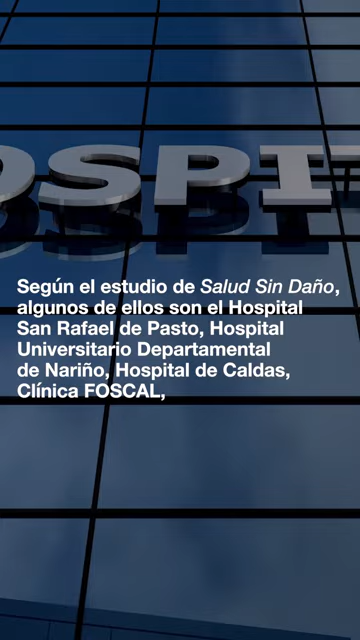 OSPIT
Según el estudio de Salud Sin Daño,
algunos de ellos son el Hospital
San Rafael de Pasto, Hospital
Universitario Departamental
de Nariño, Hospital de Caldas,
Clínica FOSCAL,